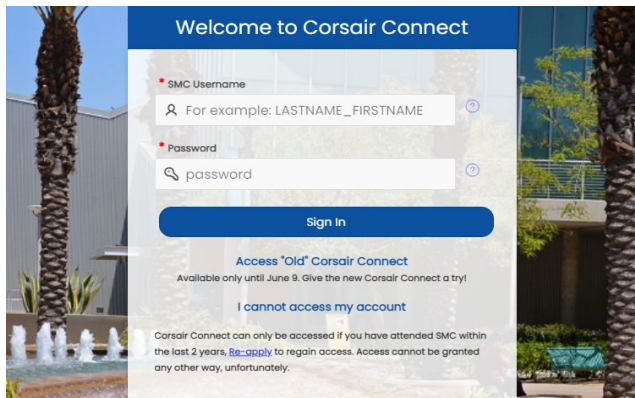 Welcome to Corsair Connect
* SMC Username
For example: LASTNAME_FIRSTNAME
?
* Password
password
?
Sign In
Access "Old" Corsair Connect
Available only until June 9. Give the new Corsair Connect a try!
I cannot access my account
Corsair Connect can only be accessed if you have attended SMC within
the last 2 years, Re-apply to regain access. Access cannot be granted
any other way, unfortunately.